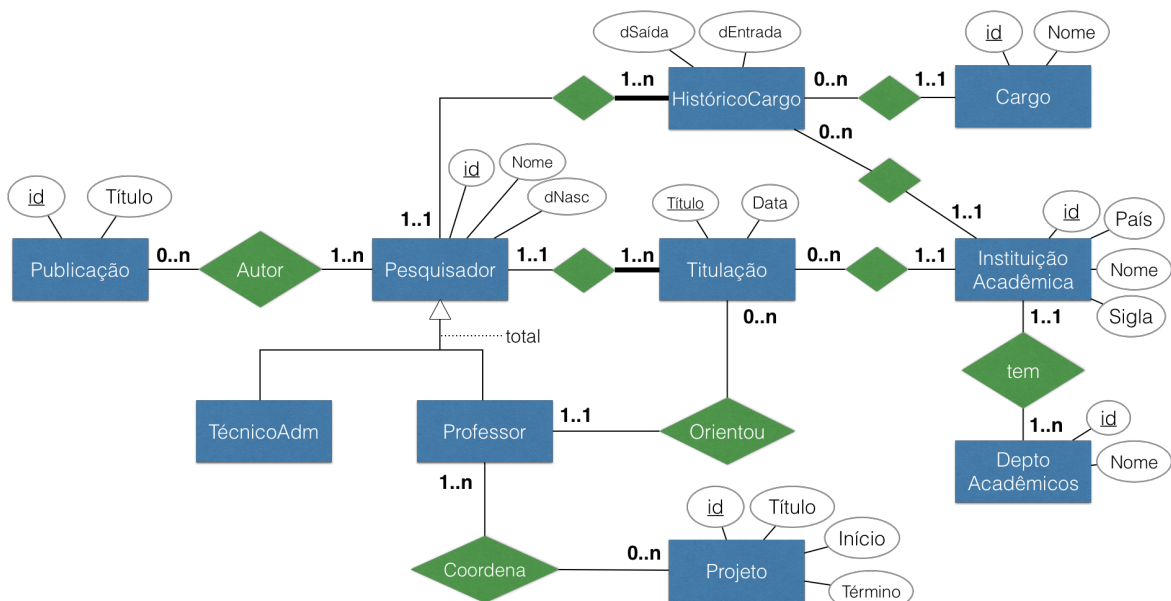 dSaída
dEntrada
id
Nome
1..n
0..n
1..1
HistóricoCargo
Cargo
0..n
id
Nome
dNasc
id
Título
Título
Data
id
País
1..1
1..1
Publicação
0..n
Autor
1..n
Pesquisador
1..1
1..n
Titulação
0..n
1..1
Instituição
Acadêmica
Nome
Sigla
0..n
1..1
total
tem
TécnicoAdm
Professor
1..1
Orientou
1..n
id
Depto
Acadêmicos
Nome
1..n
id
Título
Início
Coordena
0..n
Projeto
Término